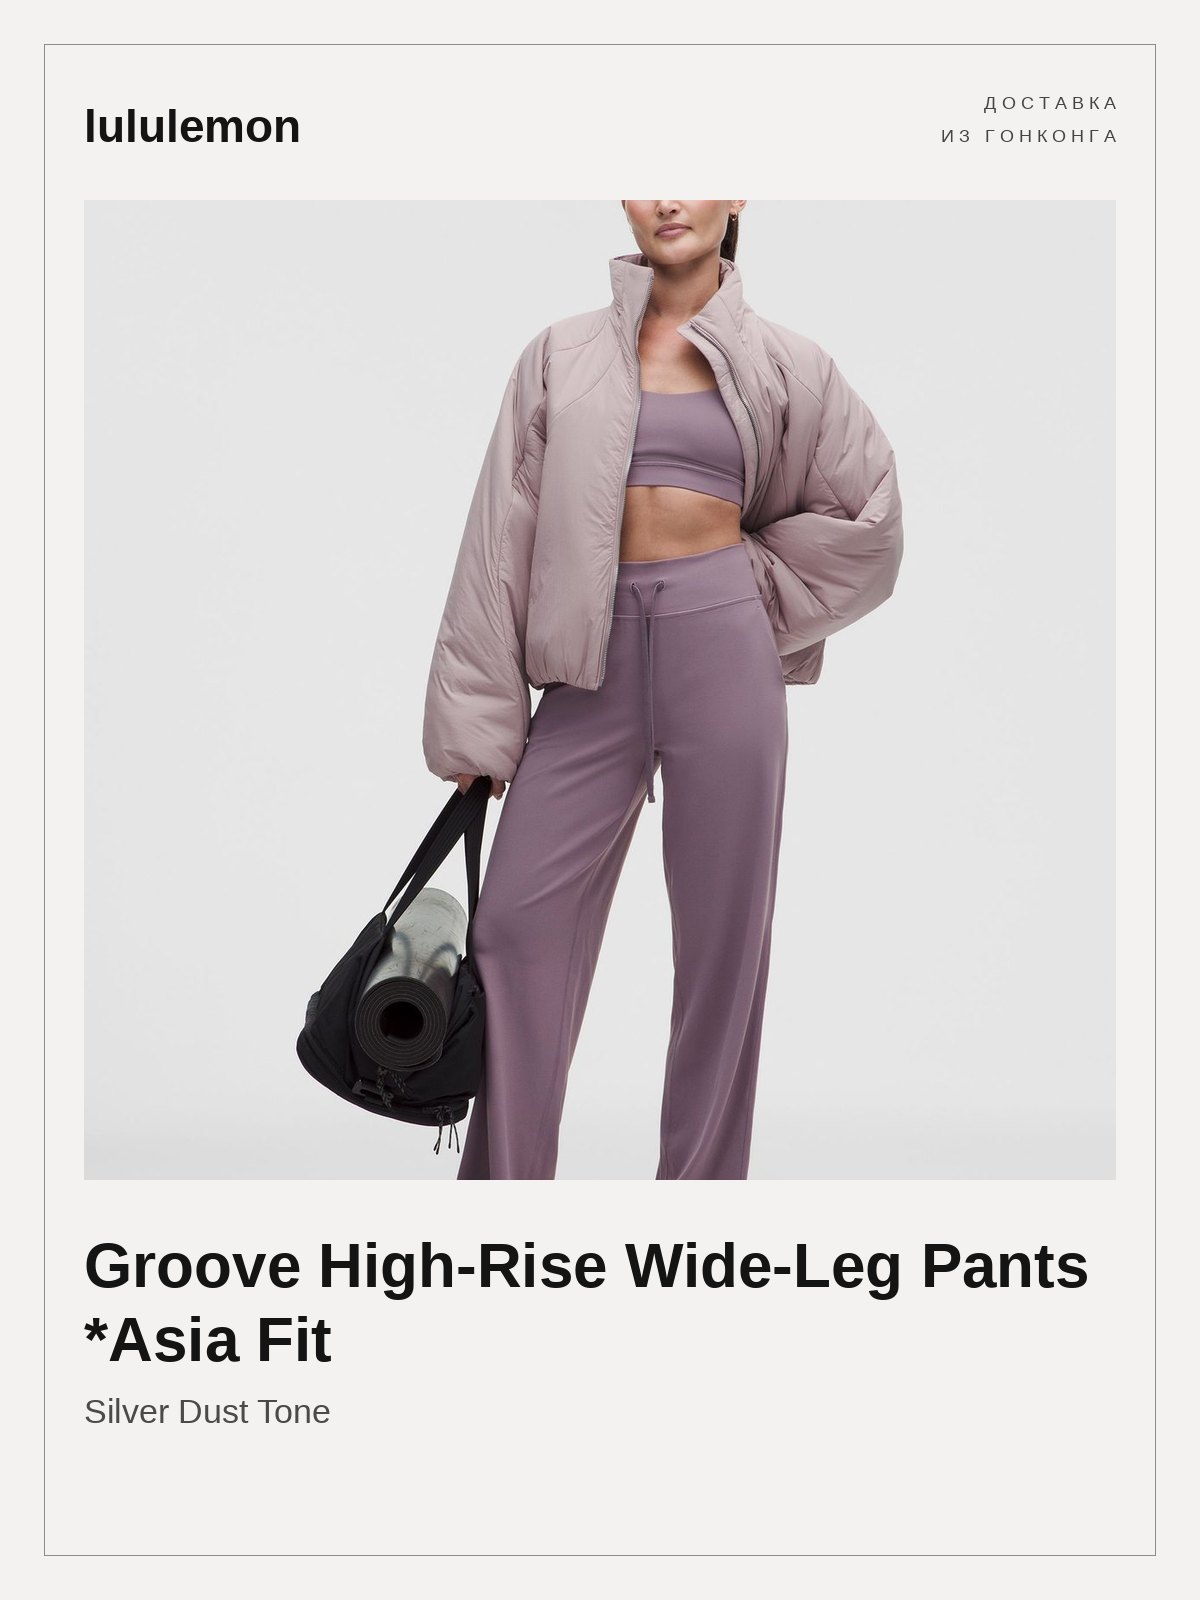 lululemon
ДОСТАВКА
ИЗ ГОНКОНГА
Groove High-Rise Wide-Leg Pants
*Asia Fit
Silver Dust Tone